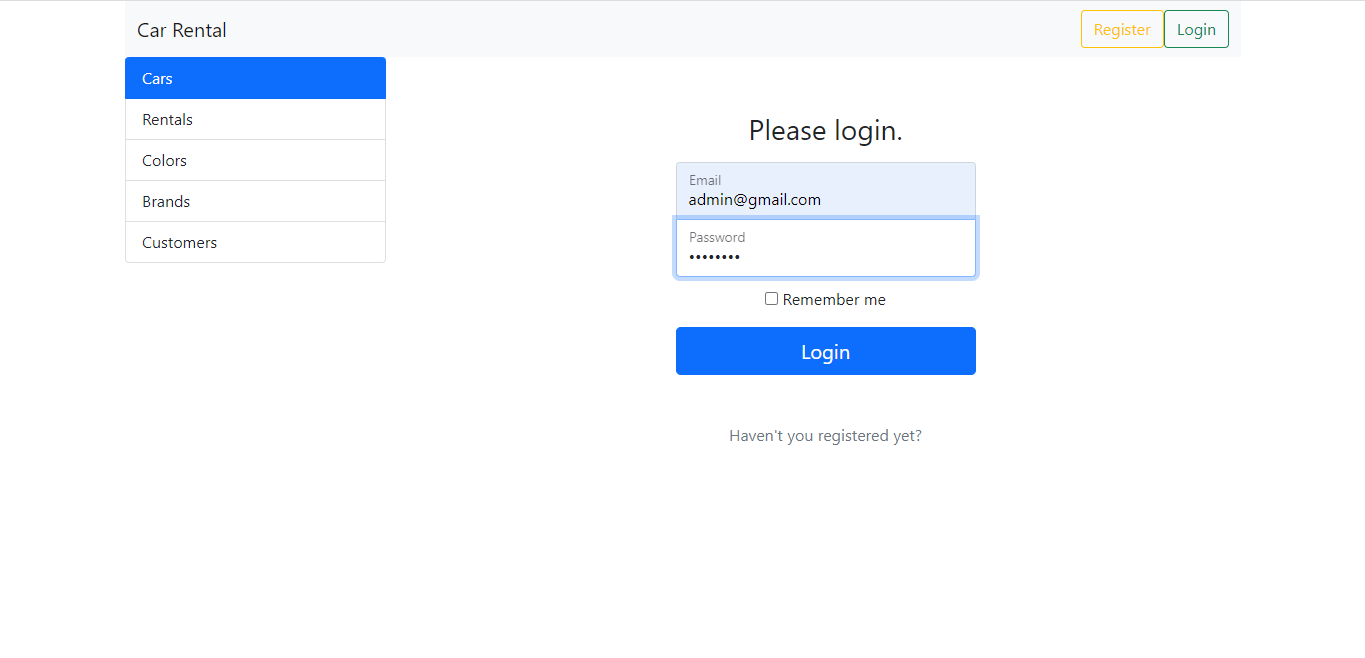 Car Rental
Register
Login
Cars
Rentals
Colors
Brands
Customers
Please login.
Email
admin@gmail.com
Password
••••••••
Remember me
Login
Haven't you registered yet?